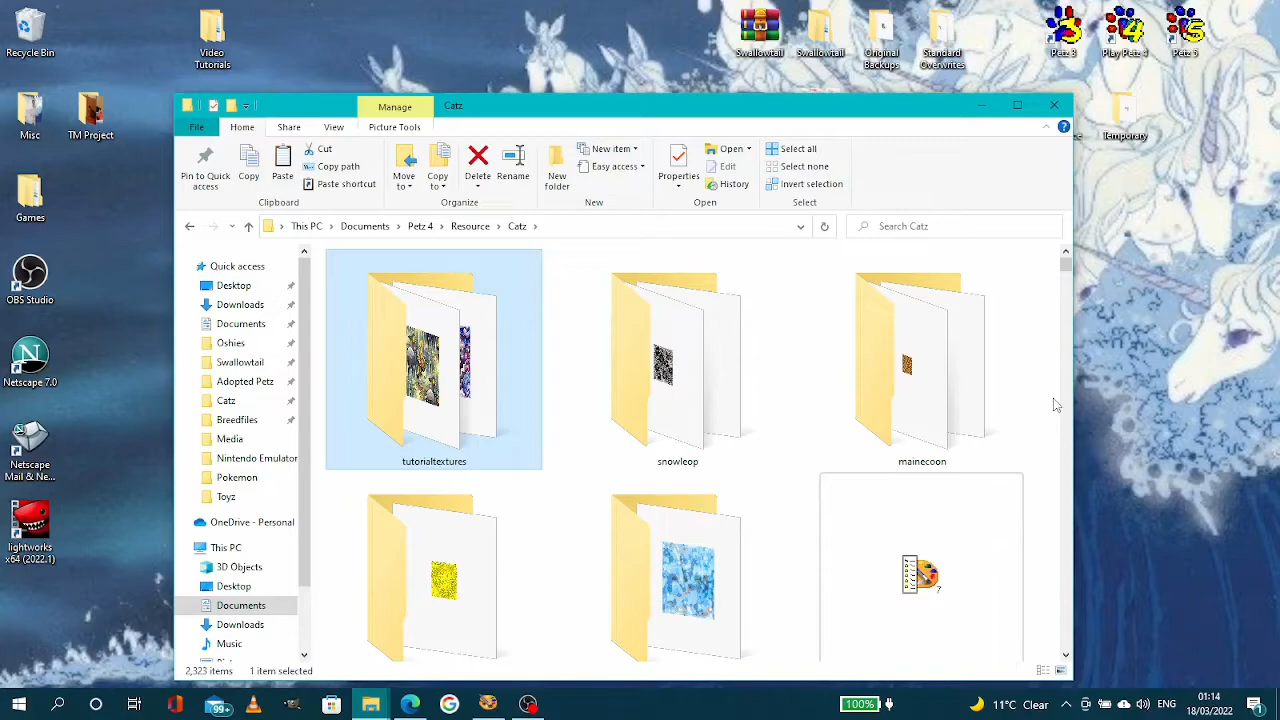 Recycle Bin
Video
Tutorials
Swallowtail
Swallowtail
Original
Backups
Standard
Overwrites
Petz 3
Play Petz 4
Petz 5
Misc
TM Project
Temporary
Games
OBS Studio
Netscape 7.0
Netscape
Mail & Ne...
lightworks
x64 (2022.1)
Manage
Catz
File
Home
Share
View
Picture Tools
Pin to Quick
access
Copy
Paste
Cut
Copy path
Paste shortcut
Clipboard
Move
to
Copy
to
Delete
Rename
Organize
New
folder
New item
Easy access
New
Properties
Open
Edit
History
Open
Select all
Select none
Invert selection
Select
This PC
Documents
Petz 4
Resource
Catz
Search Catz
Quick access
Desktop
Downloads
Documents
Oshies
Swallowtail
Adopted Petz
Catz
Breedfiles
Media
Nintendo Emulator
Pokemon
Toyz
OneDrive - Personal
This PC
3D Objects
Desktop
Documents
Downloads
Music
tutorialtextures
snowleop
mainecoon
7
2,323 items
1 item selected
99+
100%
11°C Clear
ENG
01:14
18/03/2022
1